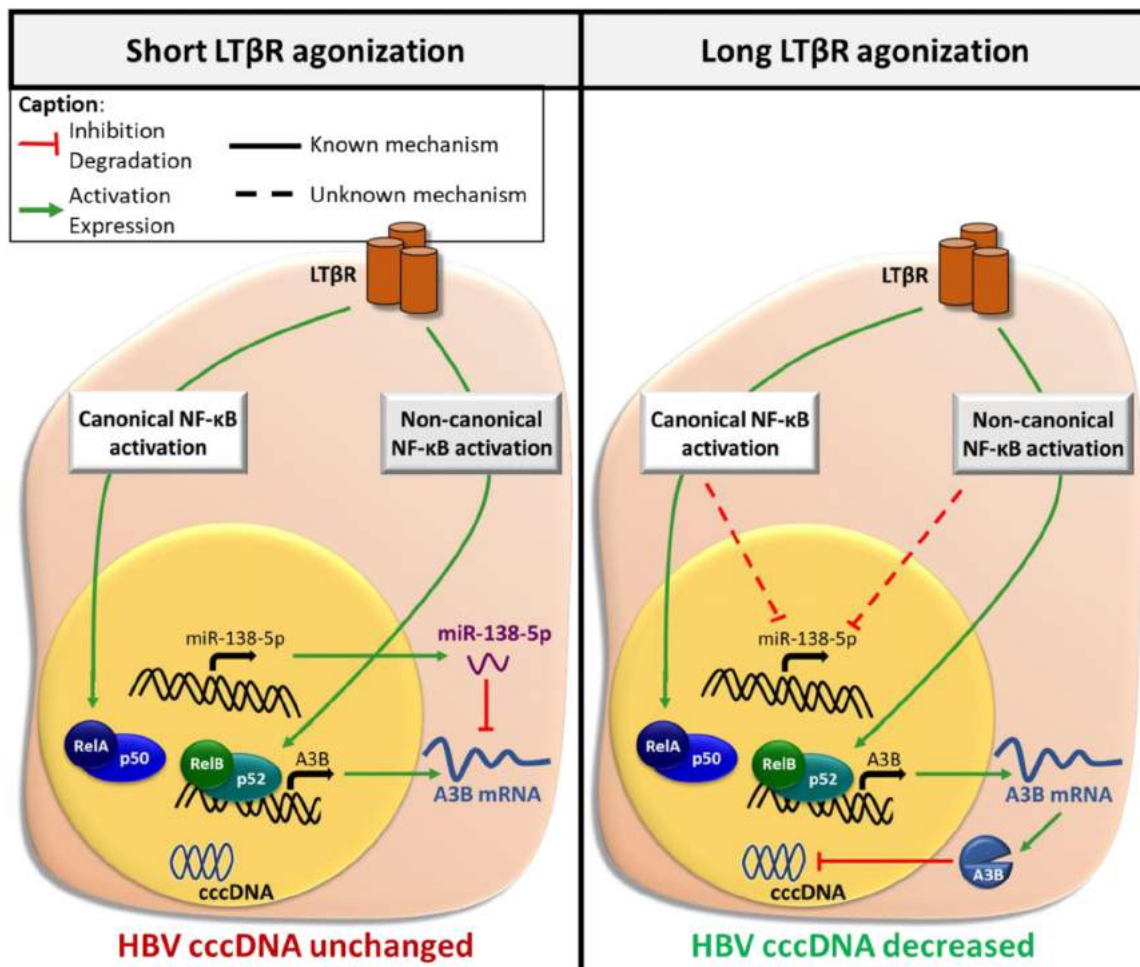 Short LTβR agonization
Long LTβR agonization
Caption:
Inhibition
Degradation
Known mechanism
Activation
Expression
Unknown mechanism
LTβR
Canonical NF-κB
activation
Non-canonical
NF-κB activation
miR-138-5p
miR-138-5p
RelA
p50
RelB
p52
A3B
A3B mRNA
cccDNA
HBV cccDNA unchanged
LTβR
Canonical NF-κB
activation
Non-canonical
NF-κB activation
miR-138-5p
RelA
p50
RelB
p52
A3B
A3B mRNA
cccDNA
A3B
HBV cccDNA decreased